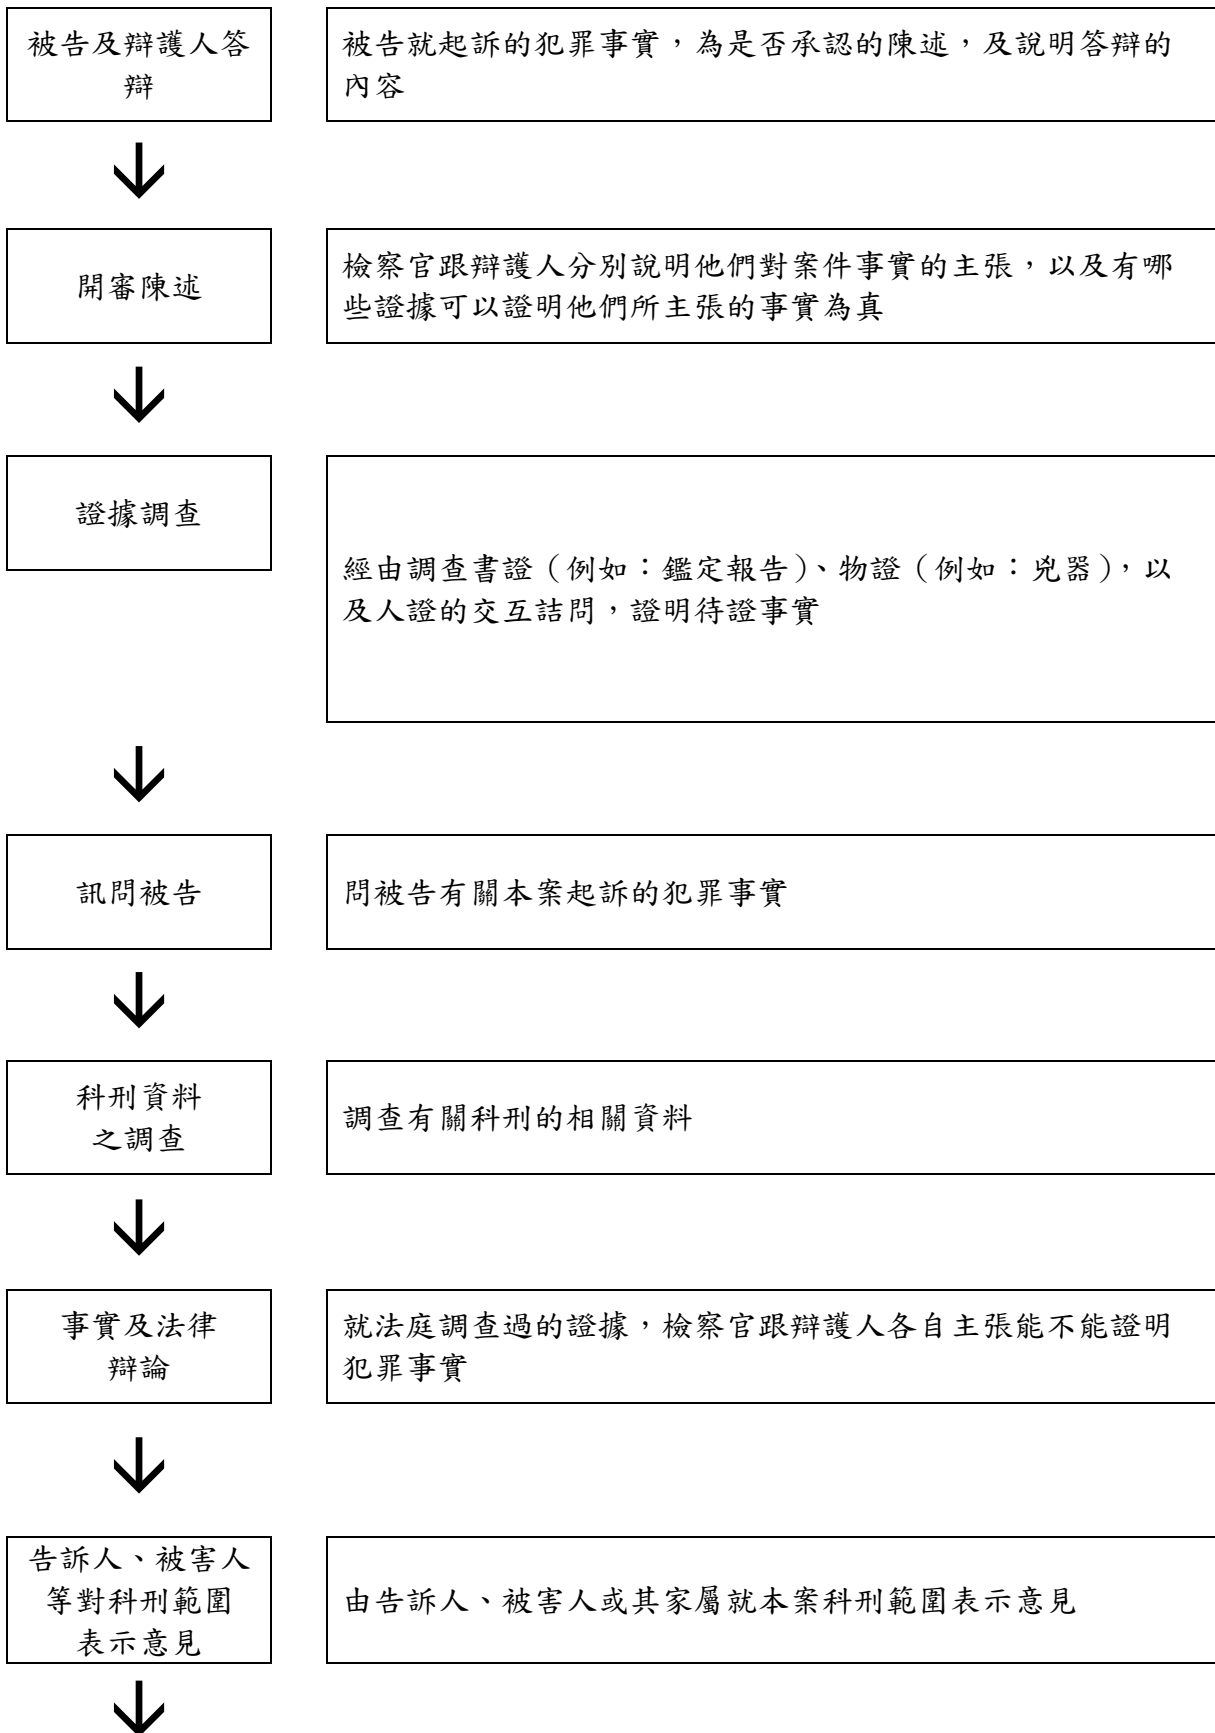 被告及辯護人答
辯
被告就起訴的犯罪事實，為是否承認的陳述，及說明答辯的
內容
開審陳述
檢察官跟辯護人分別說明他們對案件事實的主張，以及有哪
些證據可以證明他們所主張的事實為真
證據調查
經由調查書證（例如：鑑定報告）、物證（例如：兇器），以
及人證的交互詰問，證明待證事實
訊問被告
問被告有關本案起訴的犯罪事實
科刑資料
之調查
調查有關科刑的相關資料
事實及法律
辯論
就法庭調查過的證據，檢察官跟辯護人各自主張能不能證明
犯罪事實
告訴人、被害人
等對科刑範圍
表示意見
由告訴人、被害人或其家屬就本案科刑範圍表示意見